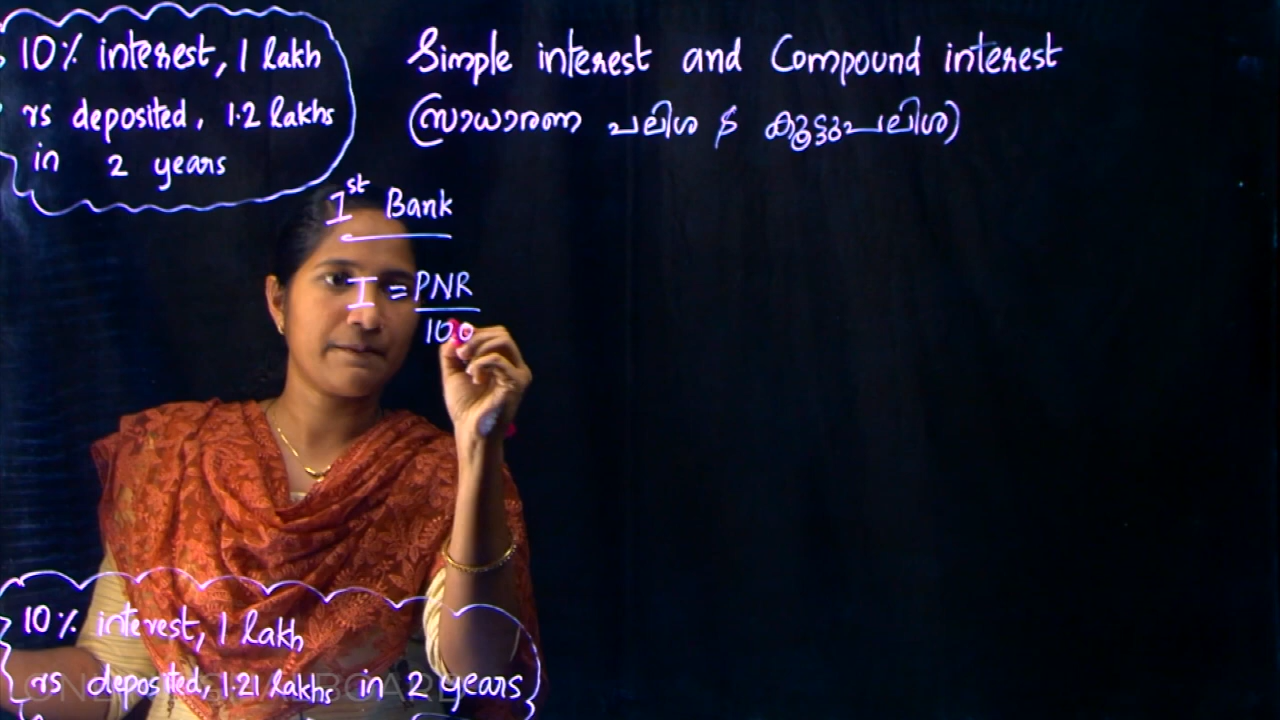 10% interest, 1 lakh
rs deposited, 1.2 lakhs
in 2 years
Simple interest and Compound interest
(സാധാരണ പലിശ & കൂട്ടുപലിശ)
Ist Bank
I = PNR
100
10% interest, 1 lakh
rs deposited, 1.21 lakhs in 2 years